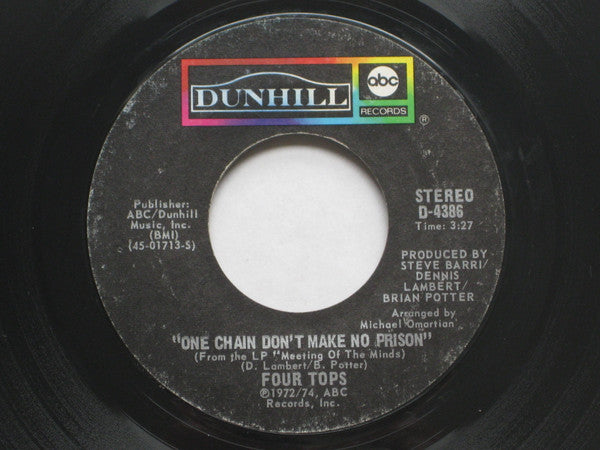 DUNHILL
abc
RECORDS
®
Publisher:
ABC/Dunhill
Music, Inc.
(BMI)
(45-01713-S)
STEREO
D-4386
Time: 3:27
PRODUCED BY
STEVE BARRI/
DENNIS
LAMBERT/
BRIAN POTTER
Arranged by
Michael Omartian
"ONE CHAIN DON'T MAKE NO PRISON"
(From the LP "Meeting Of The Minds)
(D. Lambert/B. Potter)
FOUR TOPS
℗1972/74, ABC
Records, Inc.